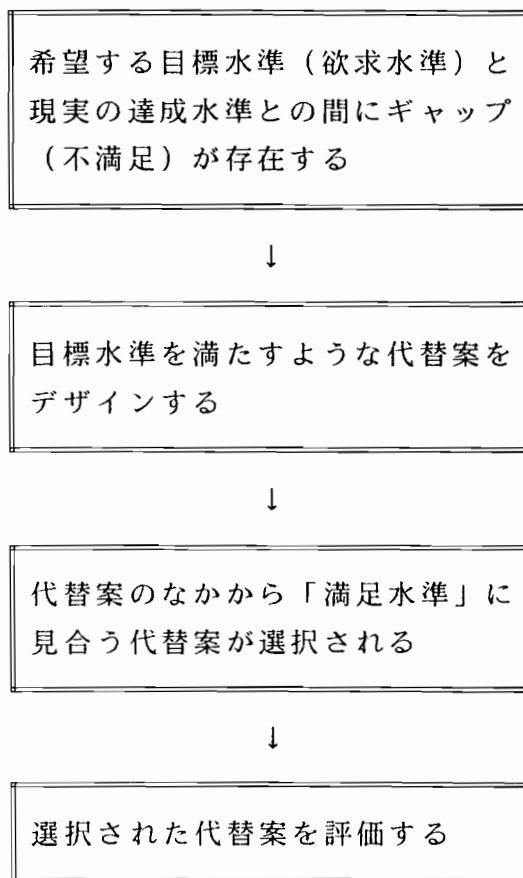 希望する目標水準（欲求水準）と
現実の達成水準との間にギャップ
（不満足）が存在する
↓
目標水準を満たすような代替案を
デザインする
↓
代替案のなかから「満足水準」に
見合う代替案が選択される
↓
選択された代替案を評価する